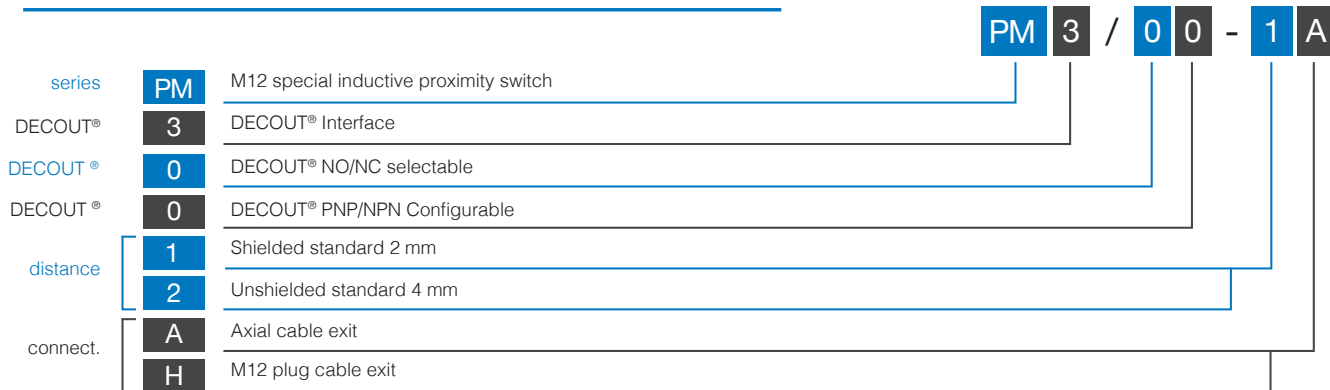 PM 3 / 0 0 - 1 A
series PM M12 special inductive proximity switch
DECOUT® 3 DECOUT® Interface
DECOUT ® 0 DECOUT® NO/NC selectable
DECOUT ® 0 DECOUT® PNP/NPN Configurable
distance 1 Shielded standard 2 mm
2 Unshielded standard 4 mm
connect. A Axial cable exit
H M12 plug cable exit